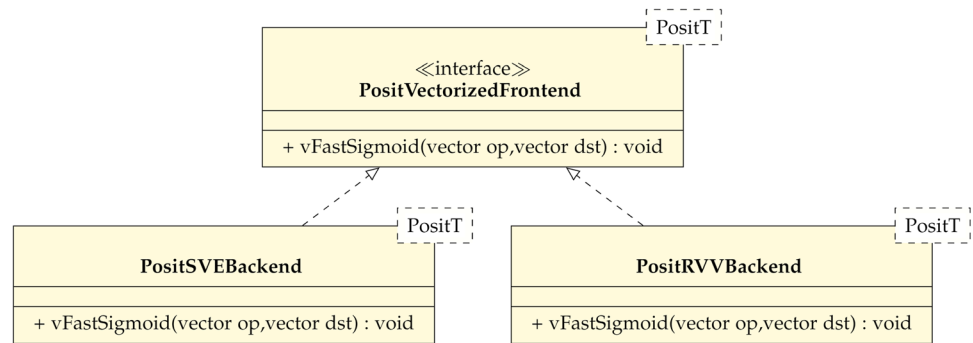 PositT
≪interface≫
PositVectorizedFrontend
+ vFastSigmoid(vector op,vector dst) : void
PositT
PositSVEBackend
+ vFastSigmoid(vector op,vector dst) : void
PositT
PositRVVBackend
+ vFastSigmoid(vector op,vector dst) : void